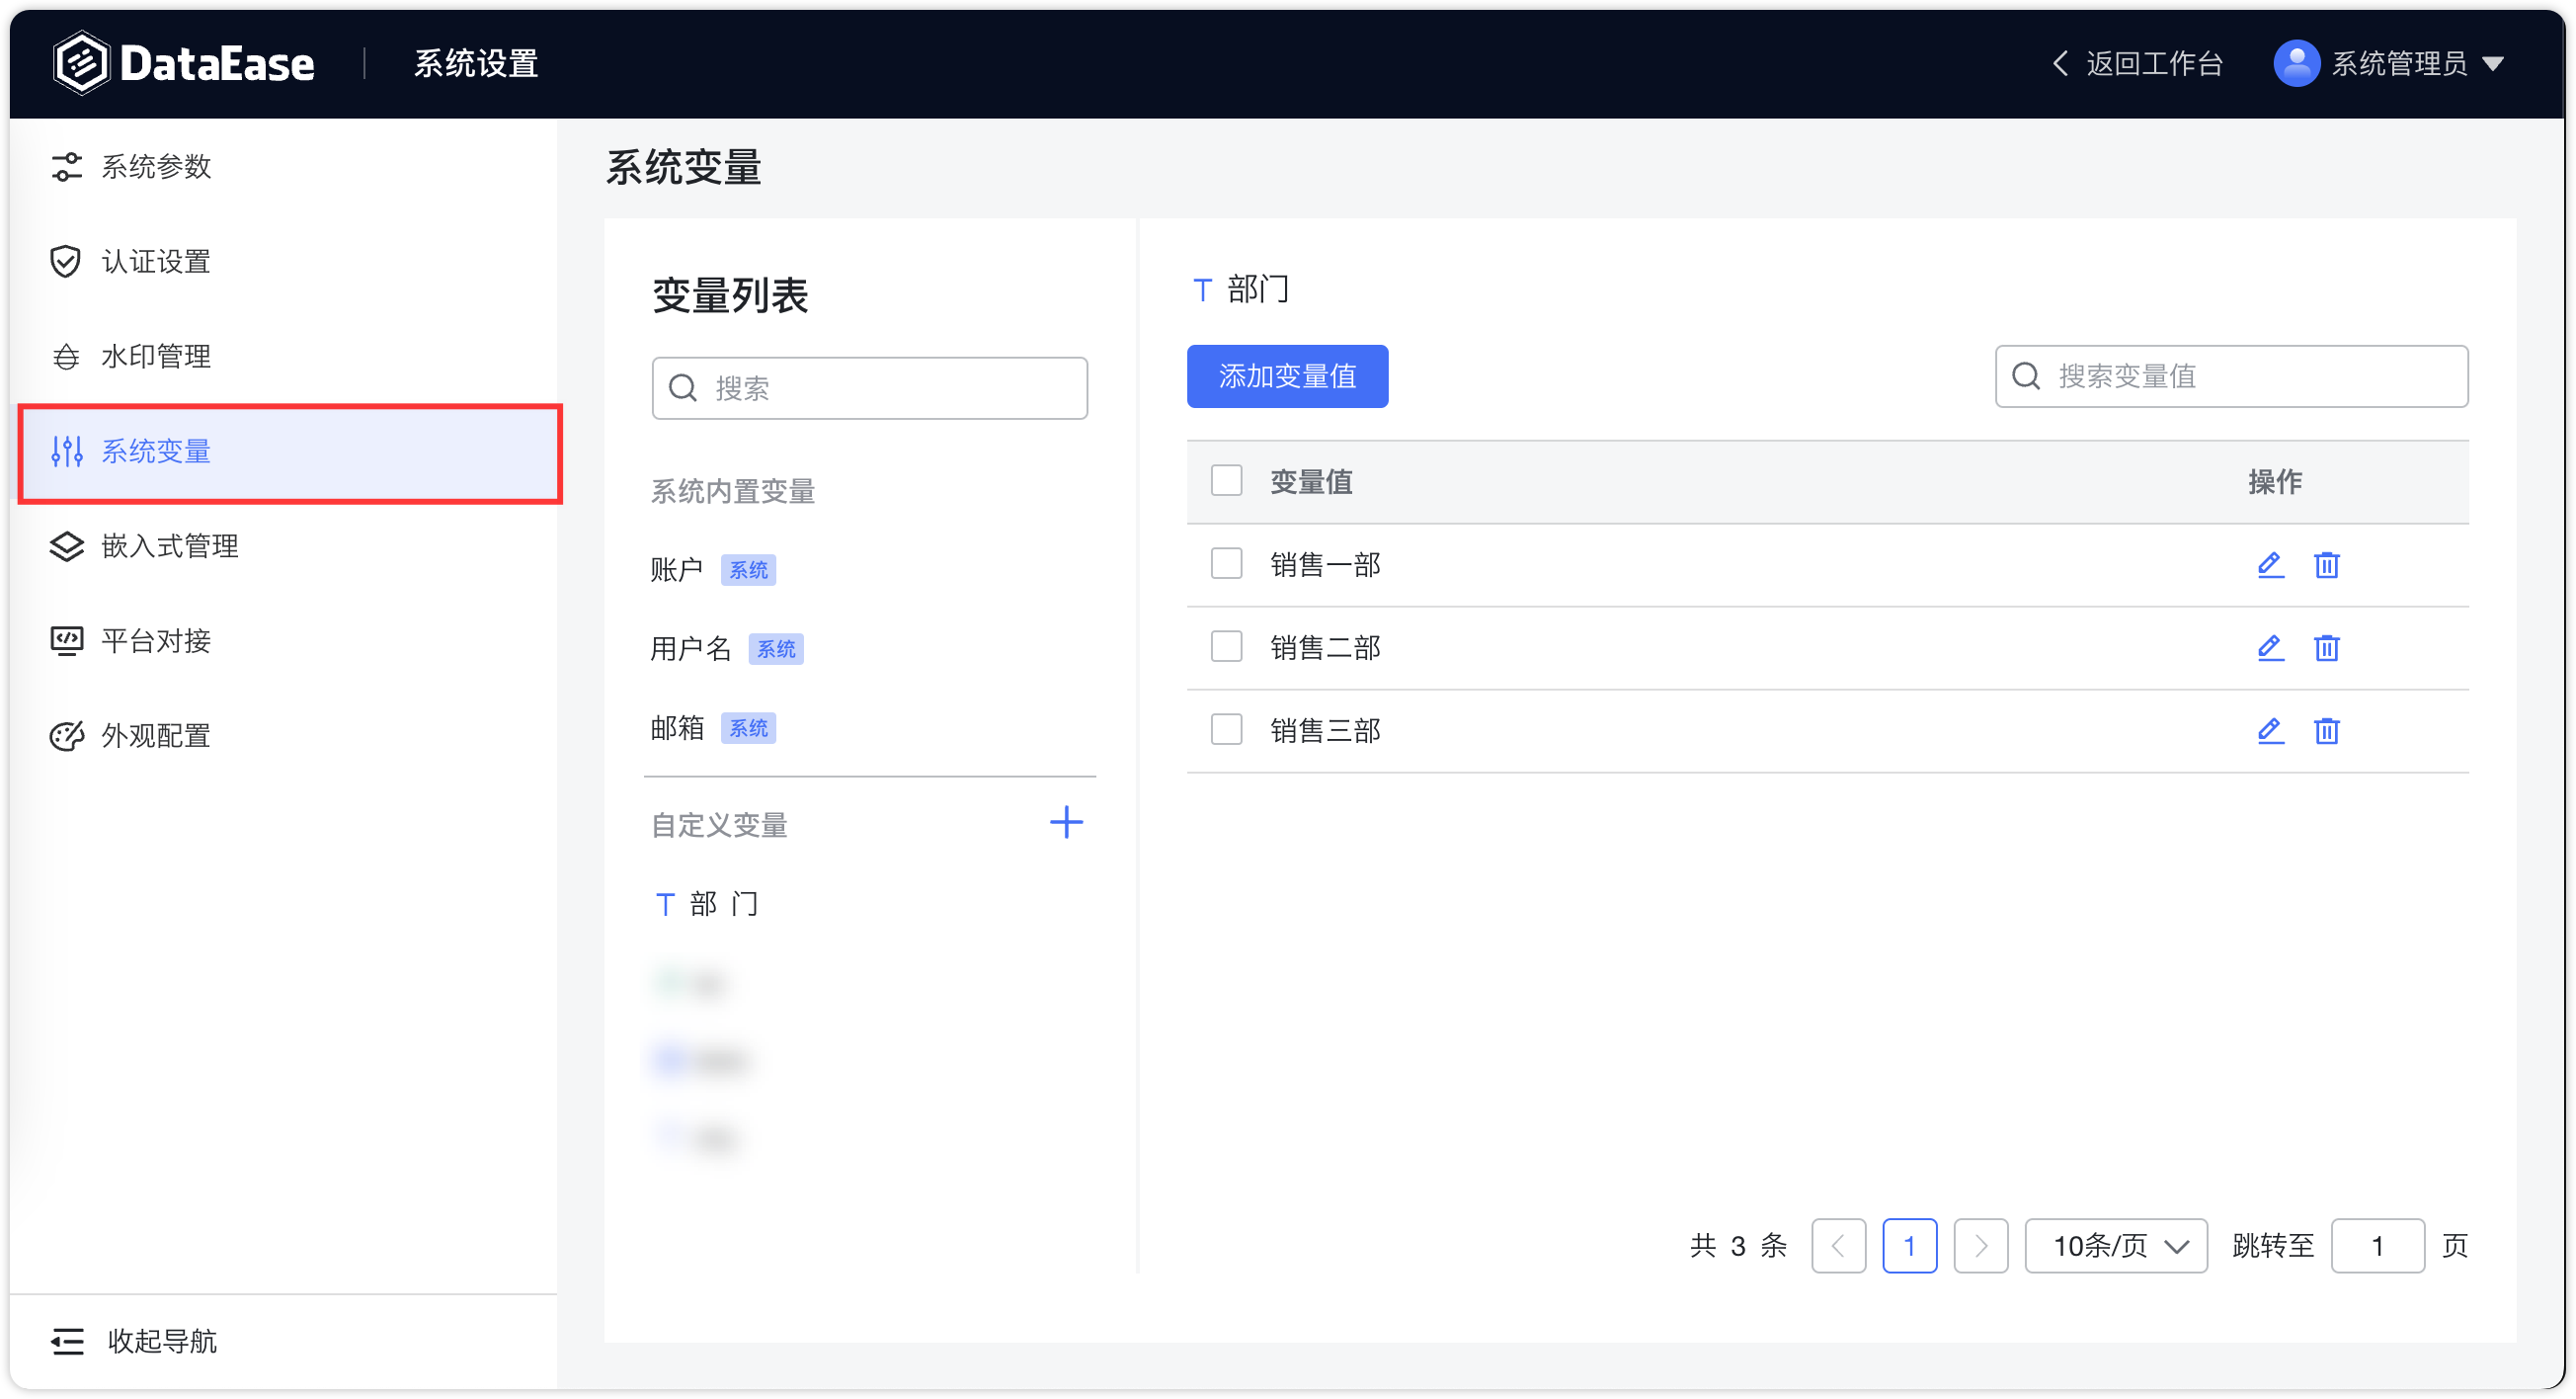 DataEase
系统设置
返回工作台
系统管理员
系统参数
认证设置
水印管理
系统变量
嵌入式管理
平台对接
外观配置
收起导航
系统变量
变量列表
搜索
系统内置变量
账户 系统
用户名 系统
邮箱 系统
自定义变量
T 部 门
T 部门
添加变量值
搜索变量值
变量值 操作
销售一部
销售二部
销售三部
共 3 条 1 10条/页 跳转至 1 页